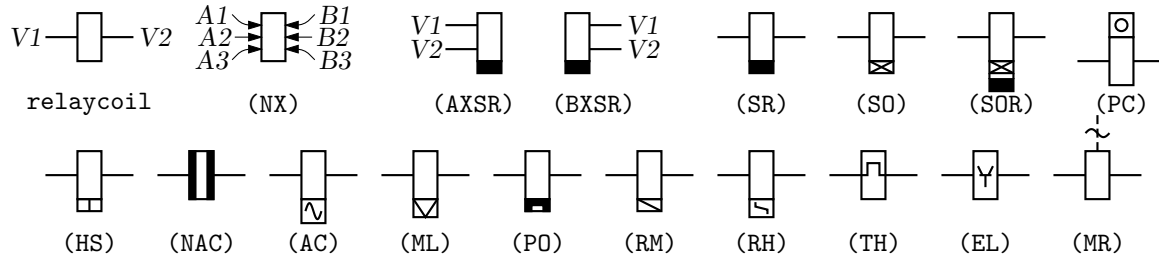 A1 B1 V1 V1
V1 V2 A2 B2 V2 V2
A3 B3
relaycoil (NX) (AXSR) (BXSR) (SR) (SO) (SOR) (PC)
(HS) (NAC) (AC) (ML) (PO) (RM) (RH) (TH) (EL) (MR)